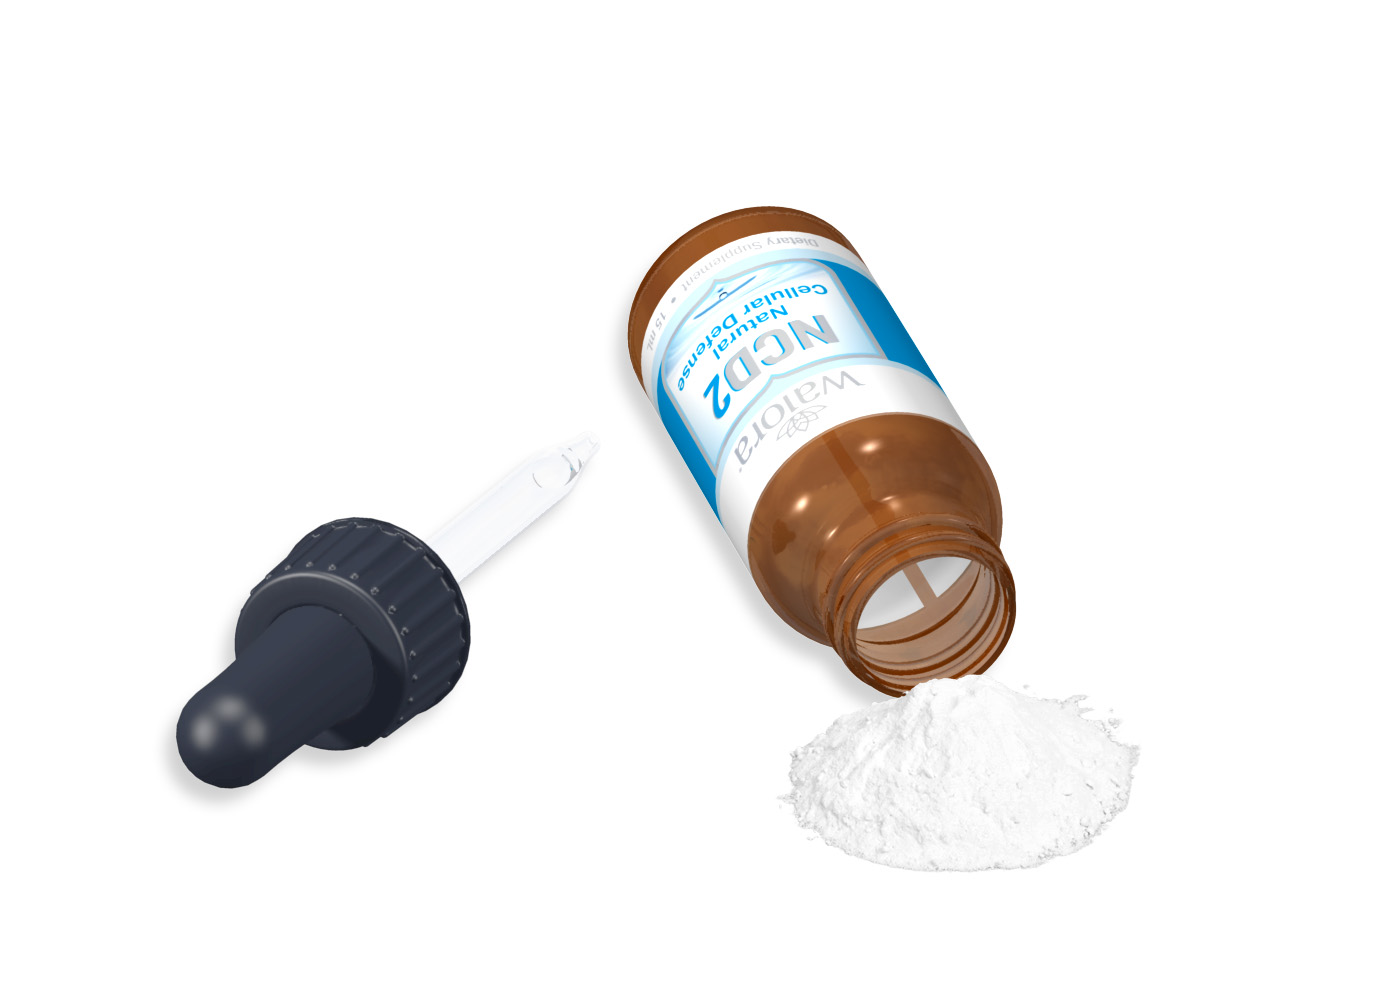 Waiora
NCD2
Natural
Cellular Defense
Dietary Supplement • 15 mL